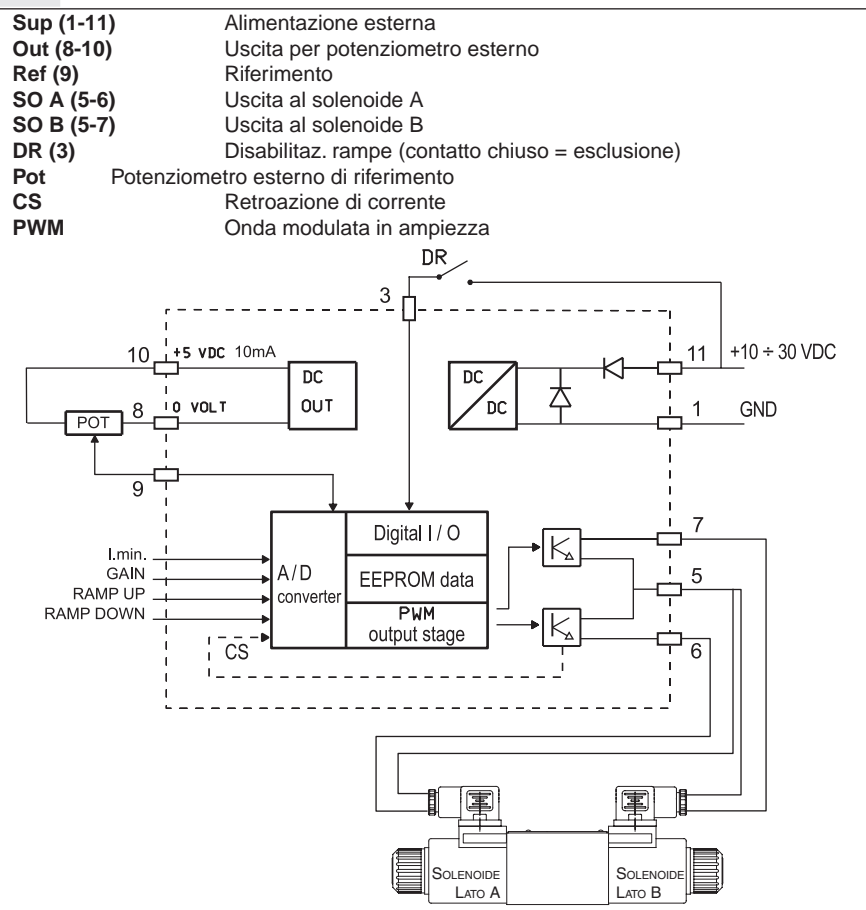 Sup (1-11) Alimentazione esterna
Out (8-10) Uscita per potenziometro esterno
Ref (9) Riferimento
SO A (5-6) Uscita al solenoide A
SO B (5-7) Uscita al solenoide B
DR (3) Disabilitaz. rampe (contatto chiuso = esclusione)
Pot Potenziometro esterno di riferimento
CS Retroazione di corrente
PWM Onda modulata in ampiezza
DR
3
10 +5 VDC 10mA
DC
OUT
DC
DC
11 +10 ÷ 30 VDC
POT 8 0 VOLT
1 GND
9
7
Digital I / O
I.min.
GAIN
RAMP UP
RAMP DOWN
A/D
converter
EEPROM data
5
PWM
output stage
CS
6
SOLENOIDE
LATO A
SOLENOIDE
LATO B